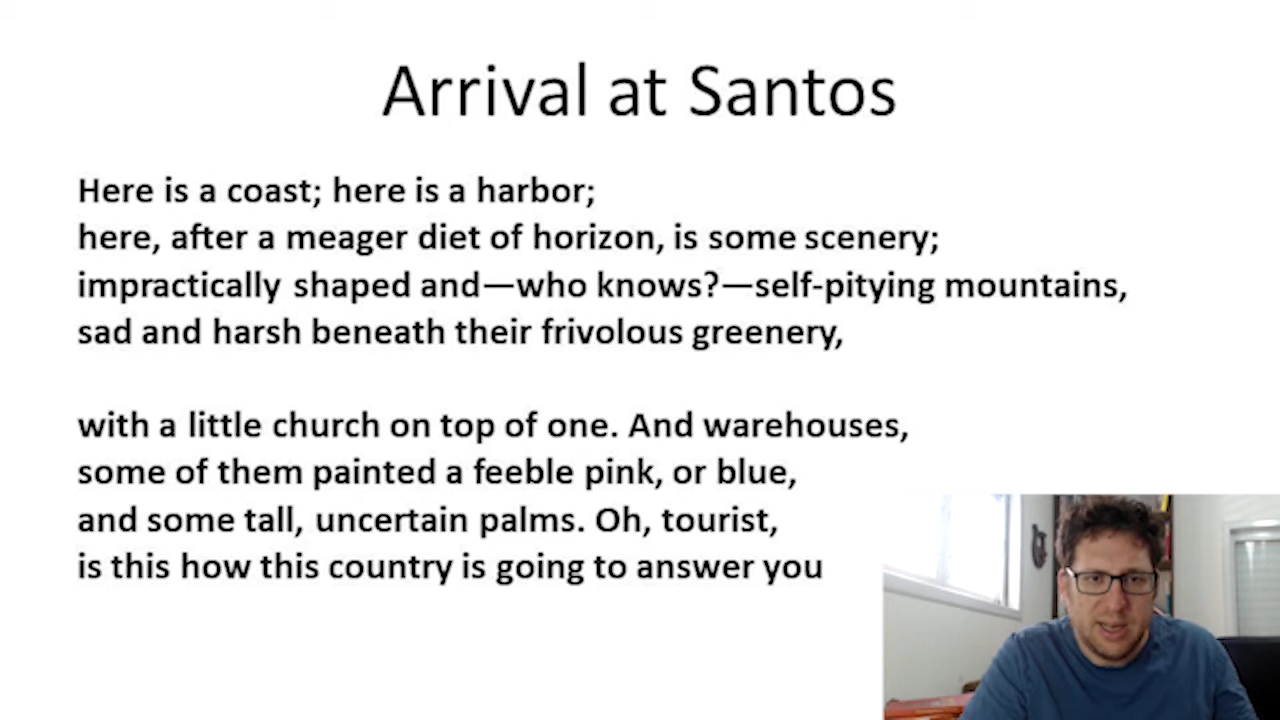 Arrival at Santos
Here is a coast; here is a harbor;
here, after a meager diet of horizon, is some scenery;
impractically shaped and—who knows?—self-pitying mountains,
sad and harsh beneath their frivolous greenery,
with a little church on top of one. And warehouses,
some of them painted a feeble pink, or blue,
and some tall, uncertain palms. Oh, tourist,
is this how this country is going to answer you